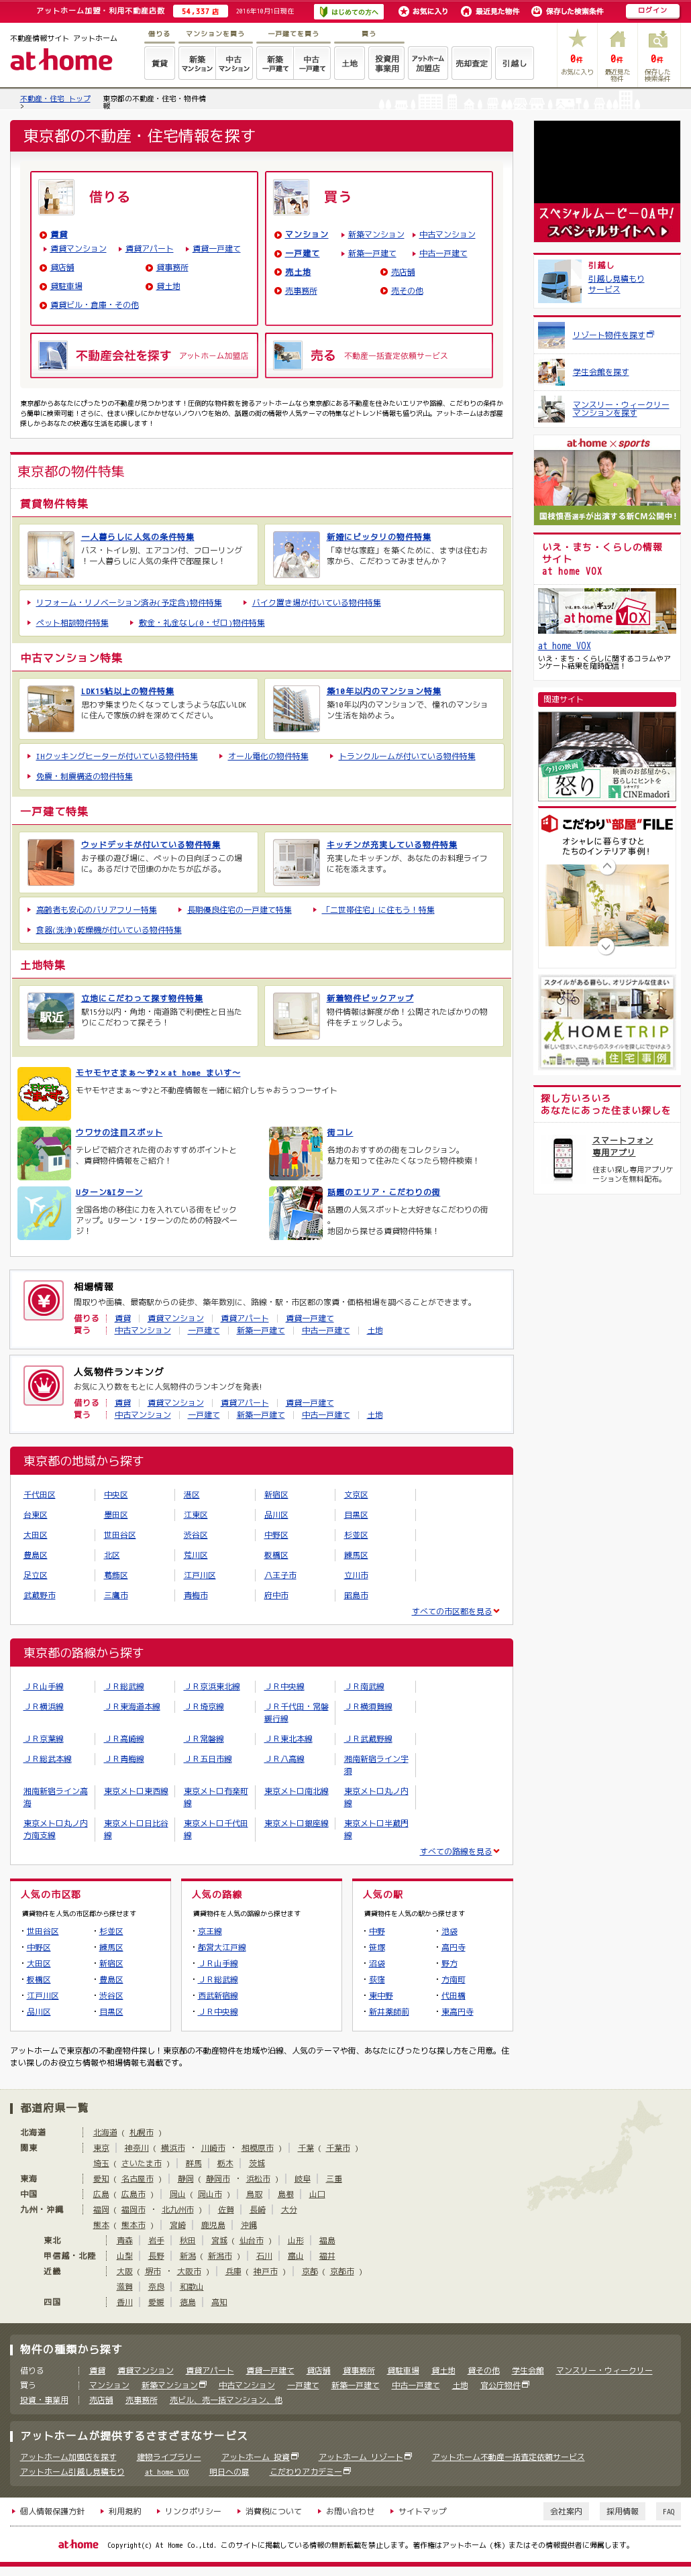 アットホーム加盟・利用不動産店数 54,337店 2016年10月1日現在
はじめての方へ
お気に入り 最近見た物件 保存した検索条件
ログイン
不動産情報サイト アットホーム
at home
借りる マンションを買う 一戸建てを買う 買う
賃貸 新築マンション 中古マンション 新築一戸建て 中古一戸建て 土地 投資用事業用 アットホーム加盟店 売却査定 引越し
0件 お気に入り
0件 最近見た物件
0件 保存した検索条件
不動産・住宅 トップ > 東京都の不動産・住宅・物件情報
東京都の不動産・住宅情報を探す
借りる
賃貸
賃貸マンション 賃貸アパート 賃貸一戸建て
貸店舗 貸事務所
貸駐車場 貸土地
賃貸ビル・倉庫・その他
買う
マンション 新築マンション 中古マンション
一戸建て 新築一戸建て 中古一戸建て
売土地 売店舗
売事務所 売その他
不動産会社を探す アットホーム加盟店
売る 不動産一括査定依頼サービス
東京都からあなたにぴったりの不動産が見つかります！圧倒的な物件数を誇るアットホームなら東京都にある不動産を住みたいエリアや路線、こだわりの条件から簡単に検索可能！さらに、住まい探しにかかせないノウハウを始め、話題の街の情報や人気テーマの特集などトレンド情報も盛り沢山。アットホームはお部屋探しからあなたの快適な生活を応援します！
東京都の物件特集
賃貸物件特集
一人暮らしに人気の条件特集
バス・トイレ別、エアコン付、フローリング！一人暮らしに人気の条件で部屋探し！
新婚にピッタリの物件特集
「幸せな家庭」を築くために、まずは住むお家から、こだわってみませんか？
リフォーム・リノベーション済み(予定含)物件特集 バイク置き場が付いている物件特集
ペット相談物件特集 敷金・礼金なし(0・ゼロ)物件特集
中古マンション特集
LDK15帖以上の物件特集
思わず集まりたくなってしまうような広いLDKに住んで家族の絆を深めてください。
築10年以内のマンション特集
築10年以内のマンションで、憧れのマンション生活を始めよう。
IHクッキングヒーターが付いている物件特集 オール電化の物件特集 トランクルームが付いている物件特集
免震・制震構造の物件特集
一戸建て特集
ウッドデッキが付いている物件特集
お子様の遊び場に、ペットの日向ぼっこの場に。あるだけで団欒のかたちが広がる。
キッチンが充実している物件特集
充実したキッチンが、あなたのお料理ライフに花を添えます。
高齢者も安心のバリアフリー特集 長期優良住宅の一戸建て特集 「二世帯住宅」に住もう！特集
食器(洗浄)乾燥機が付いている物件特集
土地特集
駅近
立地にこだわって探す物件特集
駅15分以内・角地・南道路で利便性と日当たりにこだわって探そう！
新着物件ピックアップ
物件情報は鮮度が命！公開されたばかりの物件をチェックしよう。
モヤモヤさまぁ～ず2×at home まいす～
モヤモヤさまぁ～ず2と不動産情報を一緒に紹介しちゃおうっつーサイト
ウワサの注目スポット
テレビで紹介された街のおすすめポイントと、賃貸物件情報をご紹介！
街コレ
各地のおすすめの街をコレクション。
魅力を知って住みたくなったら物件検索！
Uターン&Iターン
全国各地の移住に力を入れている街をピックアップ。Uターン・Iターンのための特設ページ！
話題のエリア・こだわりの街
話題の人気スポットと大好きなこだわりの街。
地図から探せる賃貸物件特集！
相場情報
間取りや面積、最寄駅からの徒歩、築年数別に、路線・駅・市区郡の家賃・価格相場を調べることができます。
借りる 賃貸 賃貸マンション 賃貸アパート 賃貸一戸建て
買う 中古マンション 一戸建て 新築一戸建て 中古一戸建て 土地
人気物件ランキング
お気に入り数をもとに人気物件のランキングを発表!
借りる 賃貸 賃貸マンション 賃貸アパート 賃貸一戸建て
買う 中古マンション 一戸建て 新築一戸建て 中古一戸建て 土地
東京都の地域から探す
千代田区 中央区 港区 新宿区 文京区
台東区 墨田区 江東区 品川区 目黒区
大田区 世田谷区 渋谷区 中野区 杉並区
豊島区 北区 荒川区 板橋区 練馬区
足立区 葛飾区 江戸川区 八王子市 立川市
武蔵野市 三鷹市 青梅市 府中市 昭島市
すべての市区郡を見る
東京都の路線から探す
ＪＲ山手線 ＪＲ総武線 ＪＲ京浜東北線 ＪＲ中央線 ＪＲ南武線
ＪＲ横浜線 ＪＲ東海道本線 ＪＲ埼京線 ＪＲ千代田・常磐緩行線 ＪＲ横須賀線
ＪＲ京葉線 ＪＲ高崎線 ＪＲ常磐線 ＪＲ東北本線 ＪＲ武蔵野線
ＪＲ総武本線 ＪＲ青梅線 ＪＲ五日市線 ＪＲ八高線 湘南新宿ライン宇須
湘南新宿ライン高海 東京メトロ東西線 東京メトロ有楽町線 東京メトロ南北線 東京メトロ丸ノ内線
東京メトロ丸ノ内方南支線 東京メトロ日比谷線 東京メトロ千代田線 東京メトロ銀座線 東京メトロ半蔵門線
すべての路線を見る
人気の市区郡
賃貸物件を人気の市区郡から探せます
・世田谷区 ・杉並区
・中野区 ・練馬区
・大田区 ・新宿区
・板橋区 ・豊島区
・江戸川区 ・渋谷区
・品川区 ・目黒区
人気の路線
賃貸物件を人気の路線から探せます
・京王線
・都営大江戸線
・ＪＲ山手線
・ＪＲ総武線
・西武新宿線
・ＪＲ中央線
人気の駅
賃貸物件を人気の駅から探せます
・中野 ・池袋
・笹塚 ・高円寺
・沼袋 ・野方
・荻窪 ・方南町
・東中野 ・代田橋
・新井薬師前 ・東高円寺
アットホームで東京都の不動産物件探し！東京都の不動産物件を地域や沿線、人気のテーマや街、あなたにぴったりな探し方をご用意。住まい探しのお役立ち情報や相場情報も満載です。
スペシャルムービーOA中!
スペシャルサイトへ
引越し
引越し見積もりサービス
リゾート物件を探す
学生会館を探す
マンスリー・ウィークリーマンションを探す
at home × sports
国枝慎吾選手が出演する新CM公開中!
いえ・まち・くらしの情報サイト
at home VOX
ギュッ!
at home VOX
at home VOX
いえ・まち・くらしに関するコラムやアンケート結果を随時配信！
関連サイト
今月の映画 怒り
映画のお部屋から、暮らしにヒントを
シネマドリ
CINEmadori
こだわり"部屋"FILE
オシャレに暮らすひとたちのインテリア事例!
スタイルがある暮らし、オリジナルな住まい
HOMETRIP
新しい住まい、これからのスタイルを探しにでかけよう
住宅事例
探し方いろいろ
あなたにあった住まい探しを
スマートフォン専用アプリ
住まい探し専用アプリケーションを無料配布。
都道府県一覧
北海道 北海道 ( 札幌市 )
関東 東京 神奈川 ( 横浜市 ・ 川崎市 ・ 相模原市 ) 千葉 ( 千葉市 )
埼玉 ( さいたま市 ) 群馬 栃木 茨城
東海 愛知 ( 名古屋市 ) 静岡 ( 静岡市 ・ 浜松市 ) 岐阜 三重
中国 広島 ( 広島市 ) 岡山 ( 岡山市 ) 鳥取 島根 山口
九州・沖縄 福岡 ( 福岡市 ・ 北九州市 ) 佐賀 長崎 大分
熊本 ( 熊本市 ) 宮崎 鹿児島 沖縄
東北 青森 岩手 秋田 宮城 ( 仙台市 ) 山形 福島
甲信越・北陸 山梨 長野 新潟 ( 新潟市 ) 石川 富山 福井
近畿 大阪 ( 堺市 ・ 大阪市 ) 兵庫 ( 神戸市 ) 京都 ( 京都市 )
滋賀 奈良 和歌山
四国 香川 愛媛 徳島 高知
物件の種類から探す
借りる 賃貸 賃貸マンション 賃貸アパート 賃貸一戸建て 貸店舗 貸事務所 貸駐車場 貸土地 貸その他 学生会館 マンスリー・ウィークリー
買う マンション 新築マンション 中古マンション 一戸建て 新築一戸建て 中古一戸建て 土地 官公庁物件
投資・事業用 売店舗 売事務所 売ビル、売一括マンション、他
アットホームが提供するさまざまなサービス
アットホーム加盟店を探す 建物ライブラリー アットホーム 投資 アットホーム リゾート アットホーム不動産一括査定依頼サービス
アットホーム引越し見積もり at home VOX 明日への扉 こだわりアカデミー
個人情報保護方針 利用規約 リンクポリシー 消費税について お問い合わせ サイトマップ 会社案内 採用情報 FAQ
at home Copyright(c) At Home Co.,Ltd. このサイトに掲載している情報の無断転載を禁止します。著作権はアットホーム（株）またはその情報提供者に帰属します。